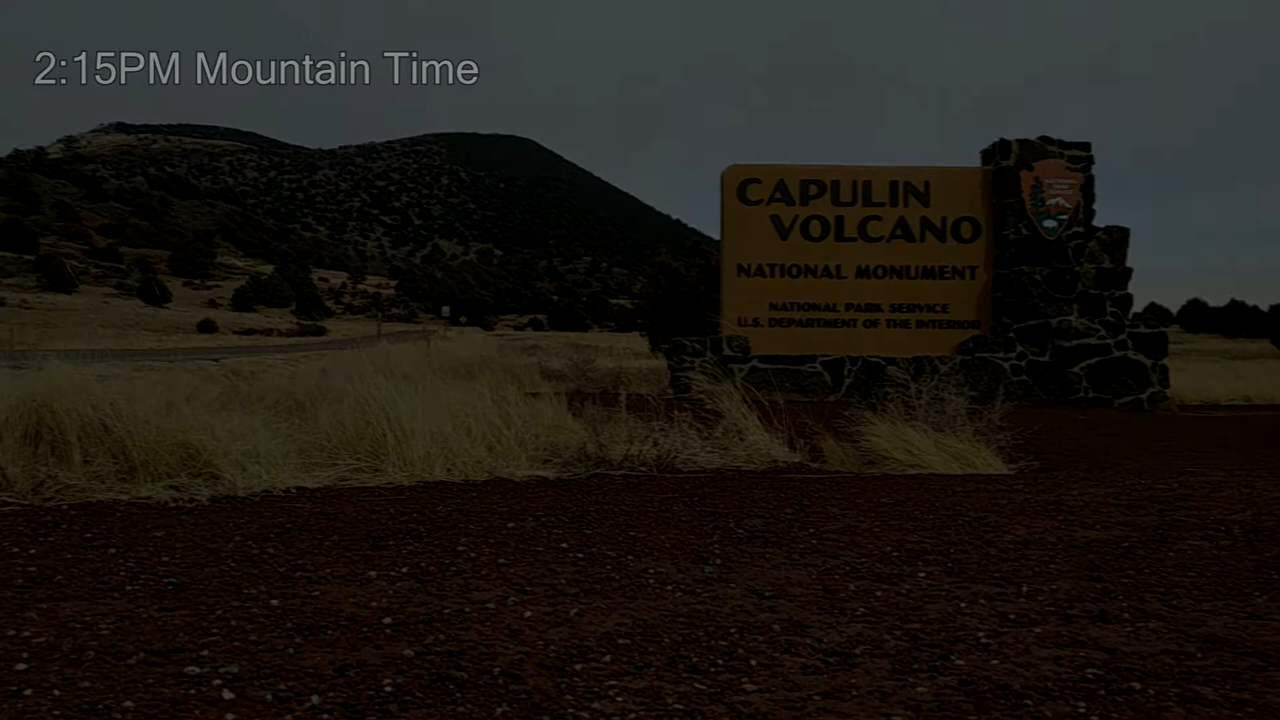 2:15PM Mountain Time
CAPULIN
VOLCANO
NATIONAL MONUMENT
NATIONAL PARK SERVICE
U.S. DEPARTMENT OF THE INTERIOR